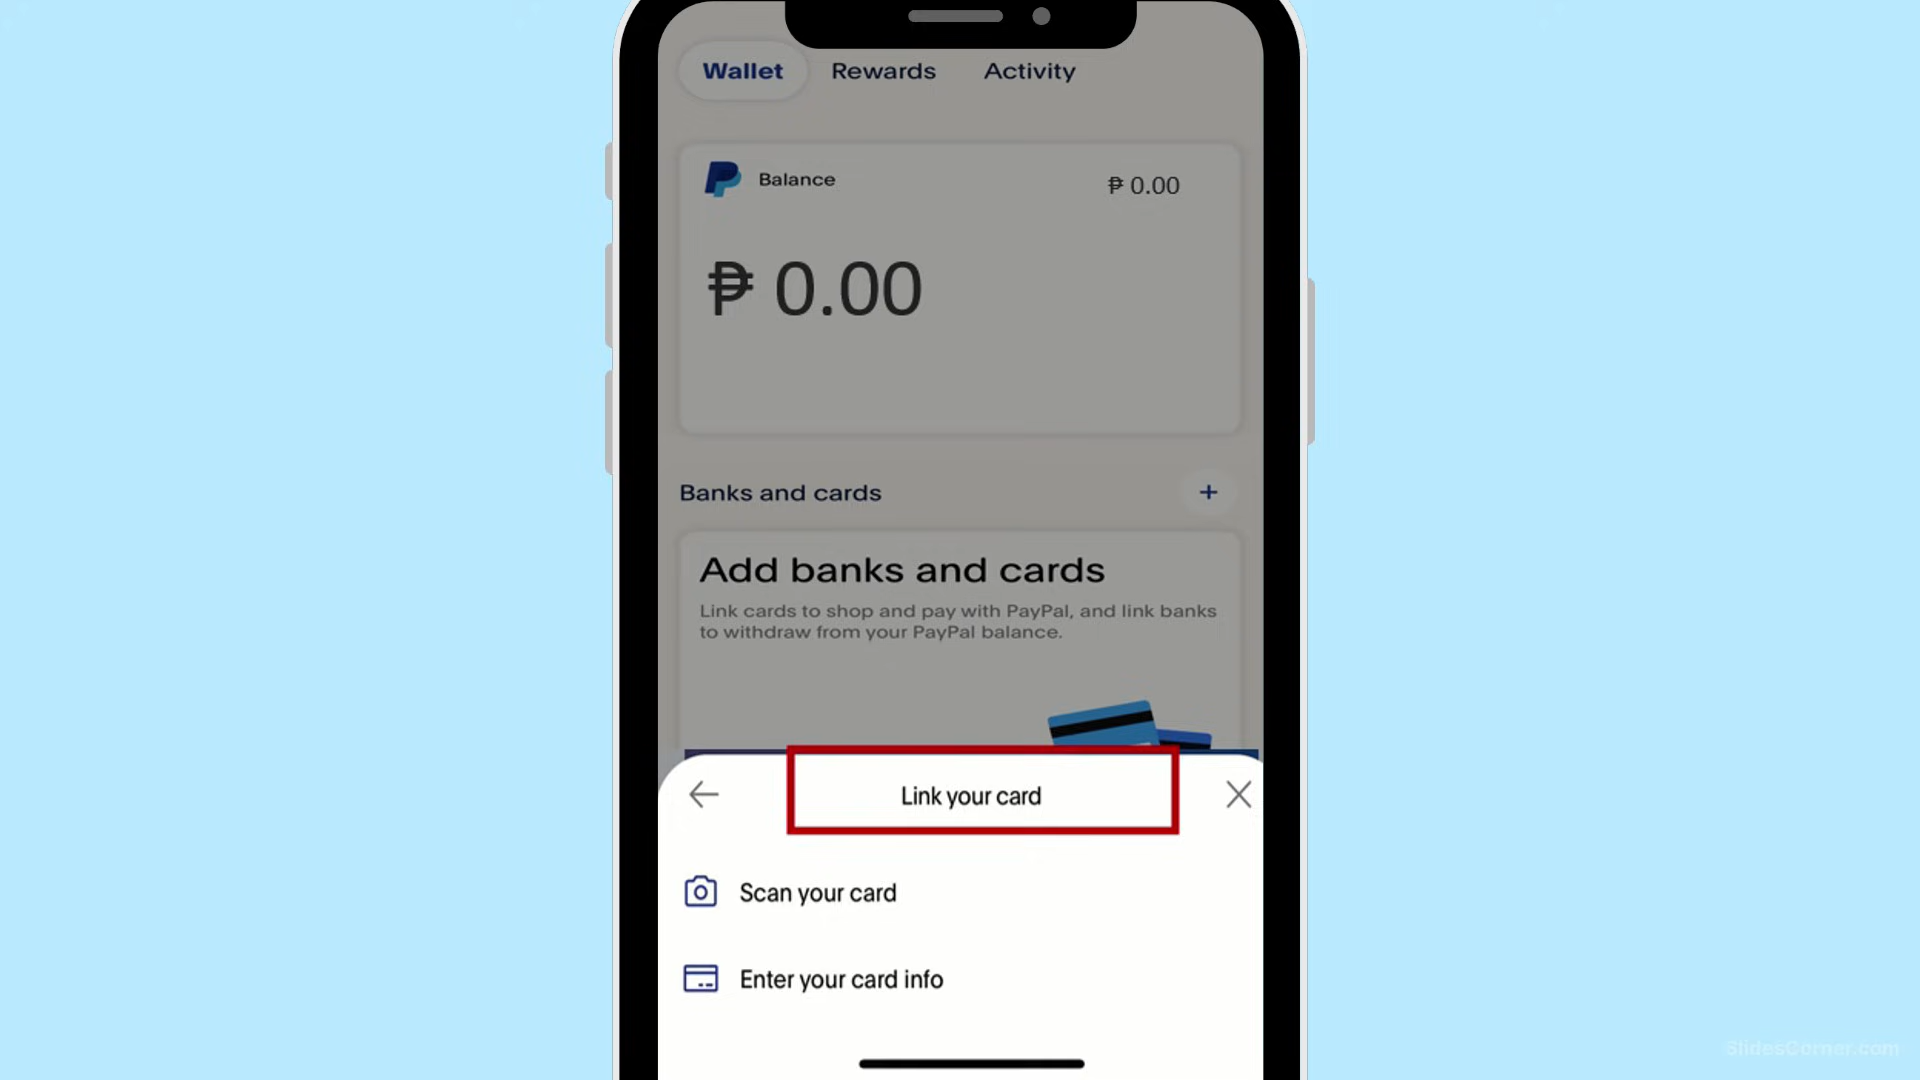 Wallet Rewards Activity
Balance ₱ 0.00
₱ 0.00
Banks and cards +
Add banks and cards
Link cards to shop and pay with PayPal, and link banks
to withdraw from your PayPal balance.
Link your card
Scan your card
Enter your card info
SlidesCorner.com